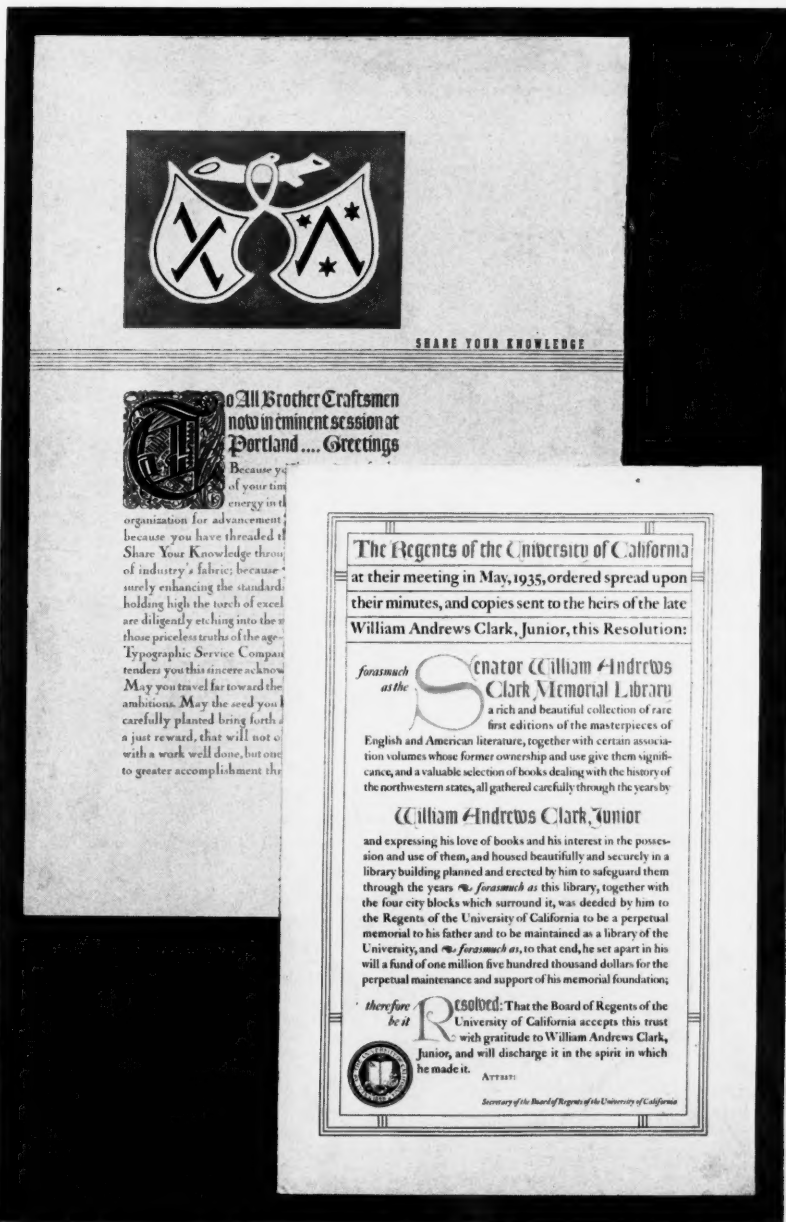 SHARE YOUR KNOWLEDGE
To All Brother Craftsmen
now in eminent session at
Portland .... Greetings
Because
of your
energy in
organization for advancement
because you have threaded
Share Your Knowledge
of industry's fabric; because
surely enhancing the
holding high the torch of
are diligently etching into the
those priceless truths of the
Typographic Service
tenders you this sincere
May you travel far toward the
ambitions. May the seed you
carefully planted bring forth
a just reward, that will not
with a work well done, but
to greater accomplishment
The Regents of the University of California
at their meeting in May, 1935, ordered spread upon
their minutes, and copies sent to the heirs of the late
William Andrews Clark, Junior, this Resolution:
forasmuch as the Senator William Andrews
Clark Memorial Library
a rich and beautiful collection of rare
first editions of the masterpieces of
English and American literature, together with certain associa-
tion volumes whose former ownership and use give them signifi-
cance, and a valuable selection of books dealing with the history of
the northwestern states, all gathered carefully through the years by
William Andrews Clark, Junior
and expressing his love of books and his interest in the posses-
sion and use of them, and housed beautifully and securely in a
library building planned and erected by him to safeguard them
through the years forasmuch as this library, together with
the four city blocks which surround it, was deeded by him to
the Regents of the University of California to be a perpetual
memorial to his father and to be maintained as a library of the
University, and forasmuch as, to that end, he set apart in his
will a fund of one million five hundred thousand dollars for the
perpetual maintenance and support of his memorial foundation;
therefore be it Resolved: That the Board of Regents of the
University of California accepts this trust
with gratitude to William Andrews Clark,
Junior, and will discharge it in the spirit in which
he made it.
ATTEST:
Secretary of the Board of Regents of the University of California